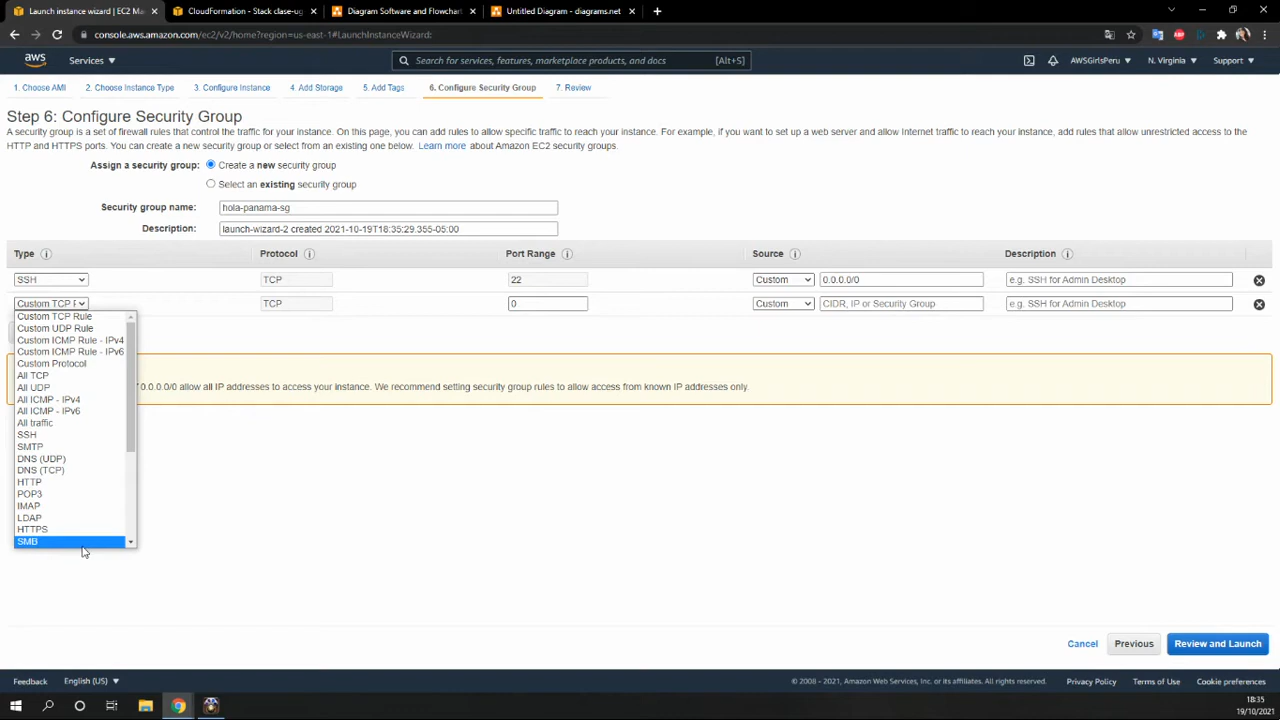 Launch instance wizard | EC2 Ma
CloudFormation - Stack clase-ug
Diagram Software and Flowchart
Untitled Diagram - diagrams.net
console.aws.amazon.com/ec2/v2/home?region=us-east-1#LaunchInstanceWizard:
aws
Services
Search for services, features, marketplace products, and docs
[Alt+S]
AWSGirlsPeru
N. Virginia
Support
1. Choose AMI
2. Choose Instance Type
3. Configure Instance
4. Add Storage
5. Add Tags
6. Configure Security Group
7. Review
Step 6: Configure Security Group
A security group is a set of firewall rules that control the traffic for your instance. On this page, you can add rules to allow specific traffic to reach your instance. For example, if you want to set up a web server and allow Internet traffic to reach your instance, add rules that allow unrestricted access to the
HTTP and HTTPS ports. You can create a new security group or select from an existing one below. Learn more about Amazon EC2 security groups.
Assign a security group: Create a new security group
Select an existing security group
Security group name: hola-panama-sg
Description: launch-wizard-2 created 2021-10-19T18:35:29.355-05:00
Type
Protocol
Port Range
Source
Description
SSH
TCP
22
Custom
0.0.0.0/0
e.g. SSH for Admin Desktop
Custom TCP
TCP
0
Custom
CIDR, IP or Security Group
e.g. SSH for Admin Desktop
Custom TCP Rule
Custom UDP Rule
Custom ICMP Rule - IPv4
Custom ICMP Rule - IPv6
Custom Protocol
All TCP
All UDP
All ICMP - IPv4
All ICMP - IPv6
All traffic
SSH
SMTP
DNS (UDP)
DNS (TCP)
HTTP
POP3
IMAP
LDAP
HTTPS
SMB
0.0.0.0/0 allow all IP addresses to access your instance. We recommend setting security group rules to allow access from known IP addresses only.
Cancel
Previous
Review and Launch
Feedback
English (US)
© 2008 - 2021, Amazon Web Services, Inc. or its affiliates. All rights reserved.
Privacy Policy
Terms of Use
Cookie preferences
18:35
19/10/2021